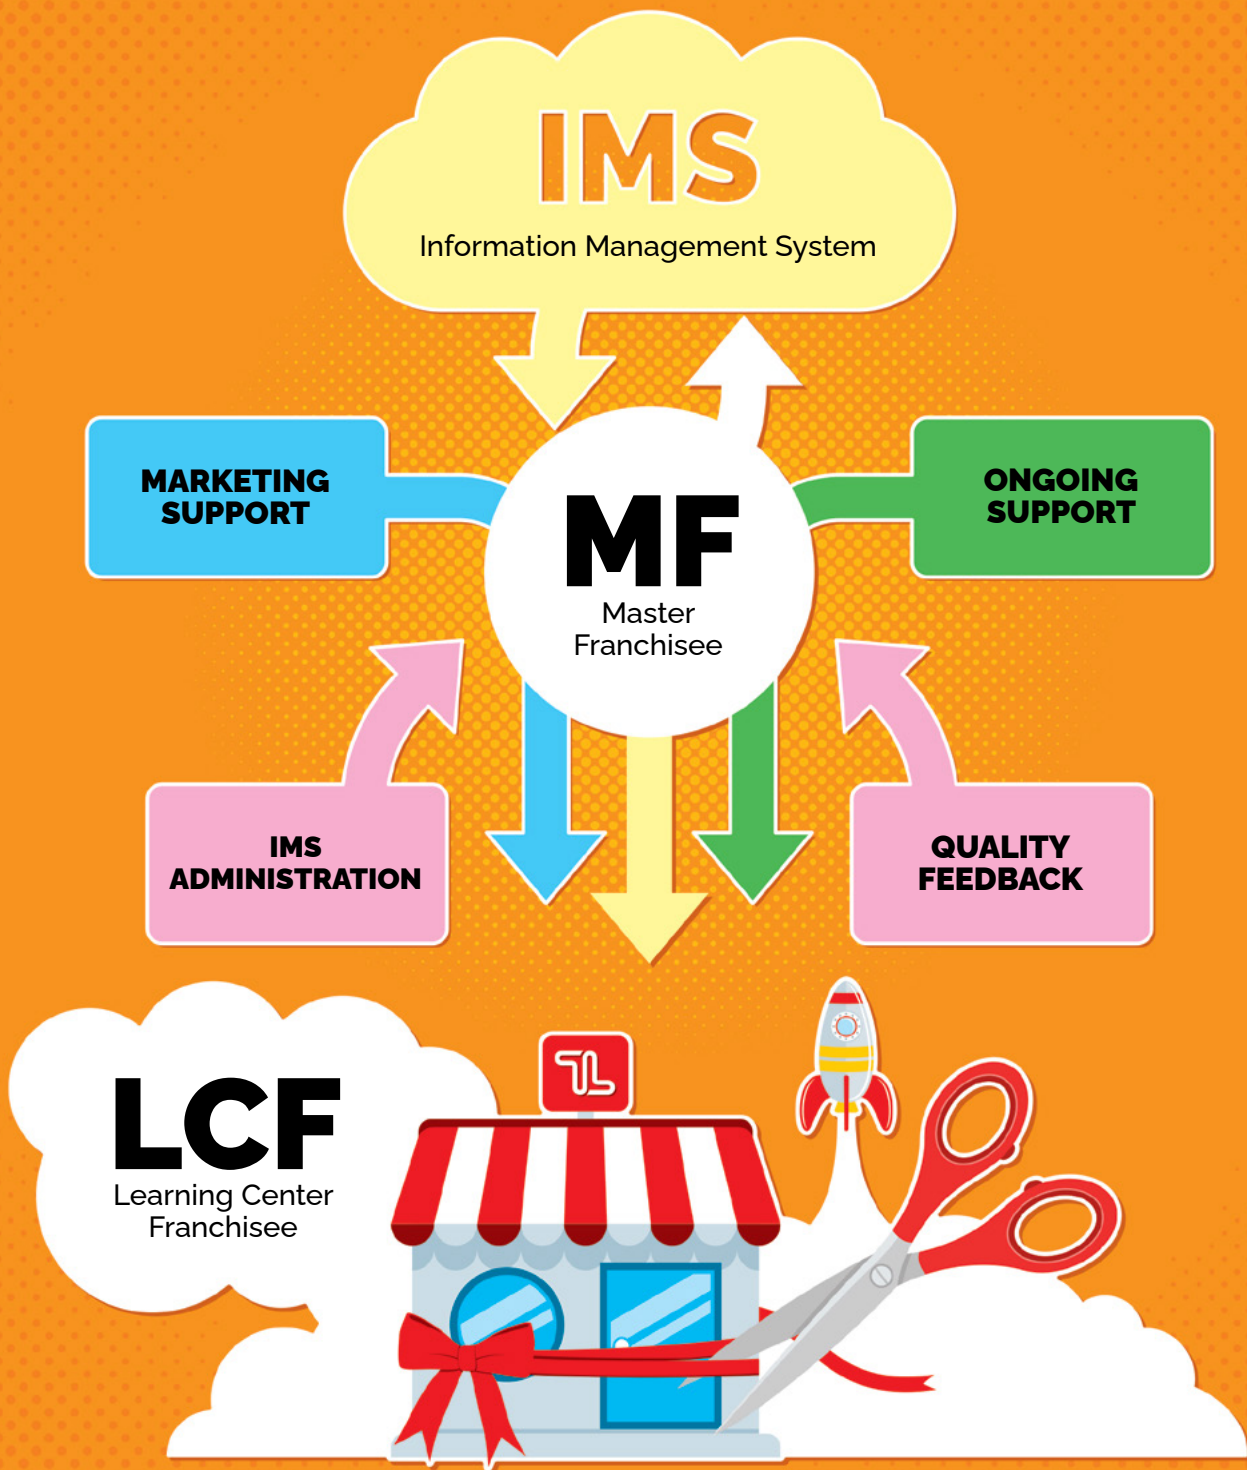 IMS
Information Management System
MARKETING
SUPPORT
ONGOING
SUPPORT
MF
Master
Franchisee
IMS
ADMINISTRATION
QUALITY
FEEDBACK
LCF
Learning Center
Franchisee
TL